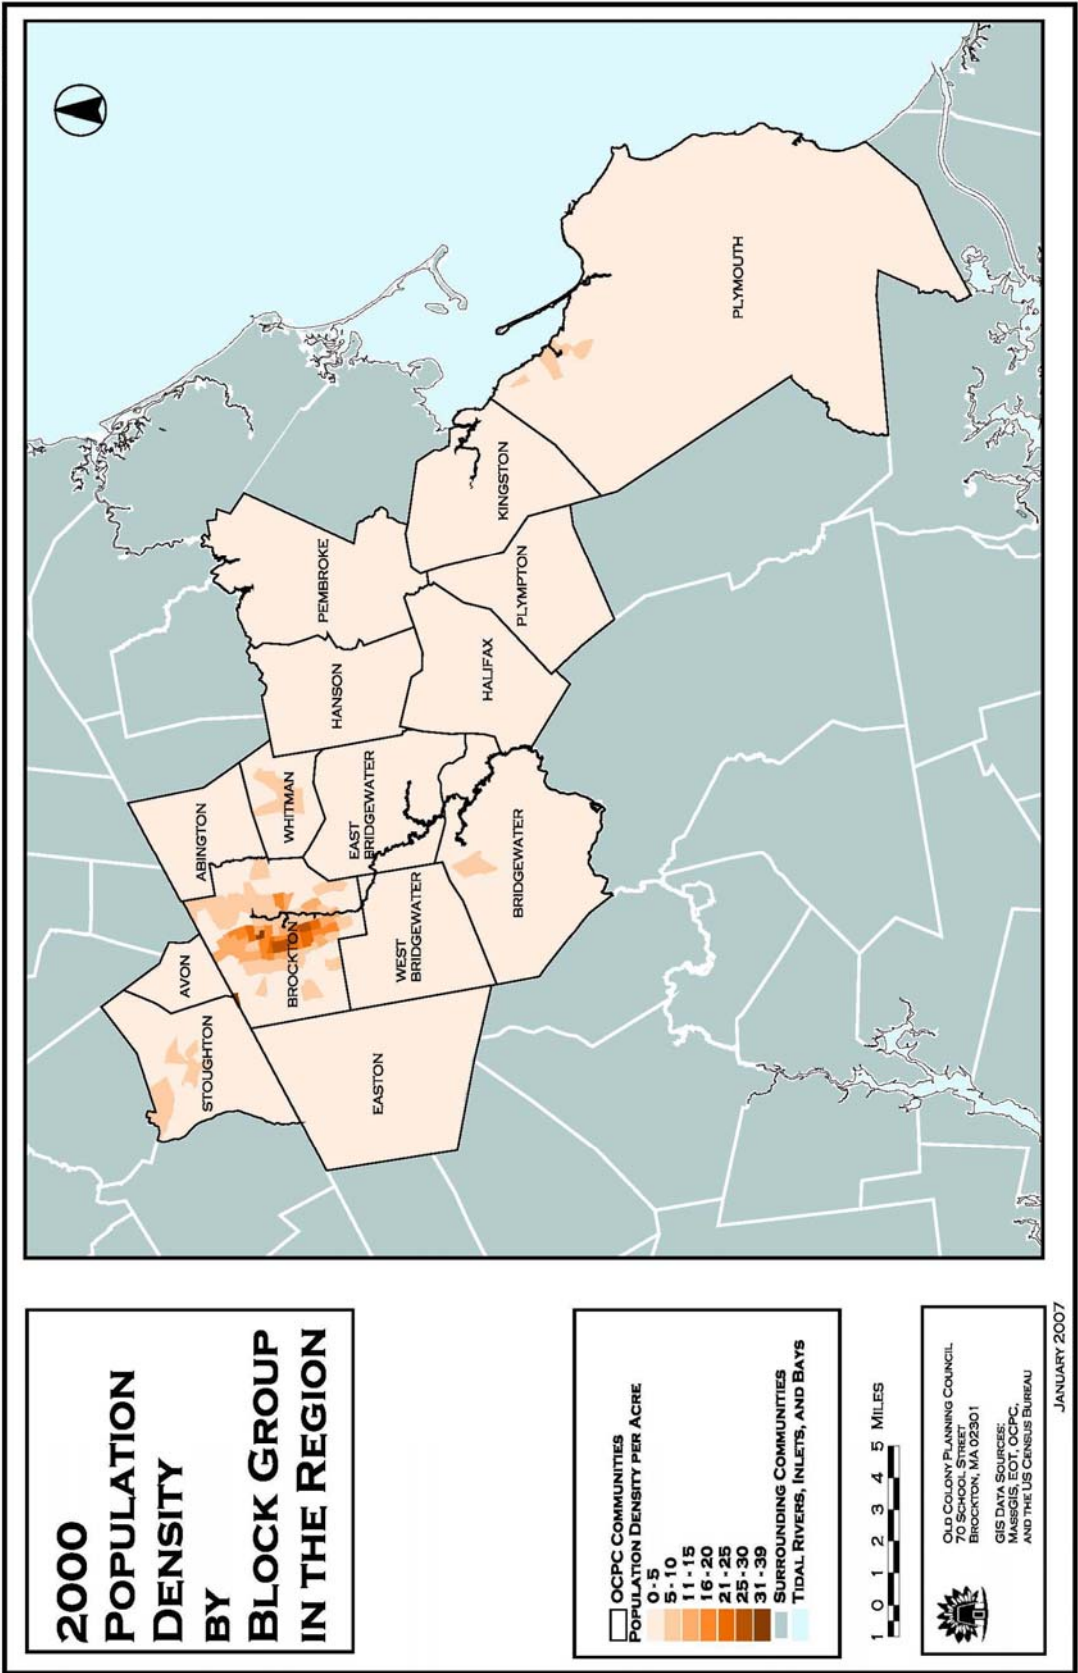 2000
POPULATION
DENSITY
BY
BLOCK GROUP
IN THE REGION
STOUGHTON
AVON
ABINGTON
BROCKTON
WHITMAN
HANSON
PEMBROKE
EASTON
WEST
BRIDGEWATER
EAST
BRIDGEWATER
BRIDGEWATER
HALIFAX
PLYMPTON
KINGSTON
PLYMOUTH
OCPC COMMUNITIES
POPULATION DENSITY PER ACRE
0-5
5-10
11-15
16-20
21-25
25-30
31-39
SURROUNDING COMMUNITIES
TIDAL RIVERS, INLETS, AND BAYS
1 0 1 2 3 4 5 MILES
OLD COLONY PLANNING COUNCIL
70 SCHOOL STREET
BROCKTON, MA 02301
GIS DATA SOURCES:
MASSGIS, EOT, OCPC,
AND THE US CENSUS BUREAU
JANUARY 2007